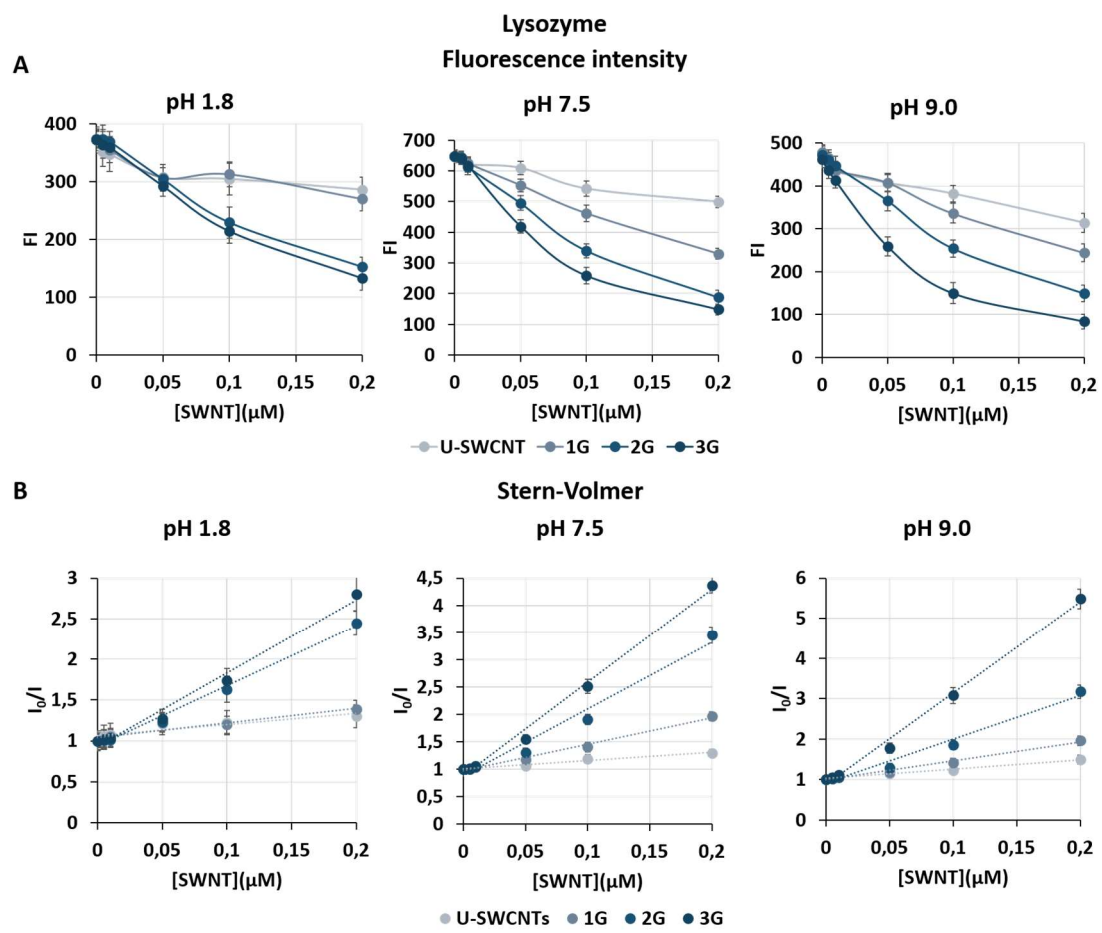 Lysozyme
Fluorescence intensity
A
pH 1.8
pH 7.5
pH 9.0
400
300
200
100
0
FI
0 0,05 0,1 0,15 0,2
[SWNT](µM)
700
600
500
400
300
200
100
0
FI
0 0,05 0,1 0,15 0,2
[SWNT](µM)
500
400
300
200
100
0
FI
0 0,05 0,1 0,15 0,2
[SWNT](µM)
U-SWCNT 1G 2G 3G
B
Stern-Volmer
pH 1.8
pH 7.5
pH 9.0
3
2,5
2
1,5
1
0,5
0
I₀/I
0 0,05 0,1 0,15 0,2
[SWNT](µM)
4,5
4
3,5
3
2,5
2
1,5
1
0,5
0
I₀/I
0 0,05 0,1 0,15 0,2
[SWNT](µM)
6
5
4
3
2
1
0
I₀/I
0 0,05 0,1 0,15 0,2
[SWNT](µM)
U-SWCNTs 1G 2G 3G